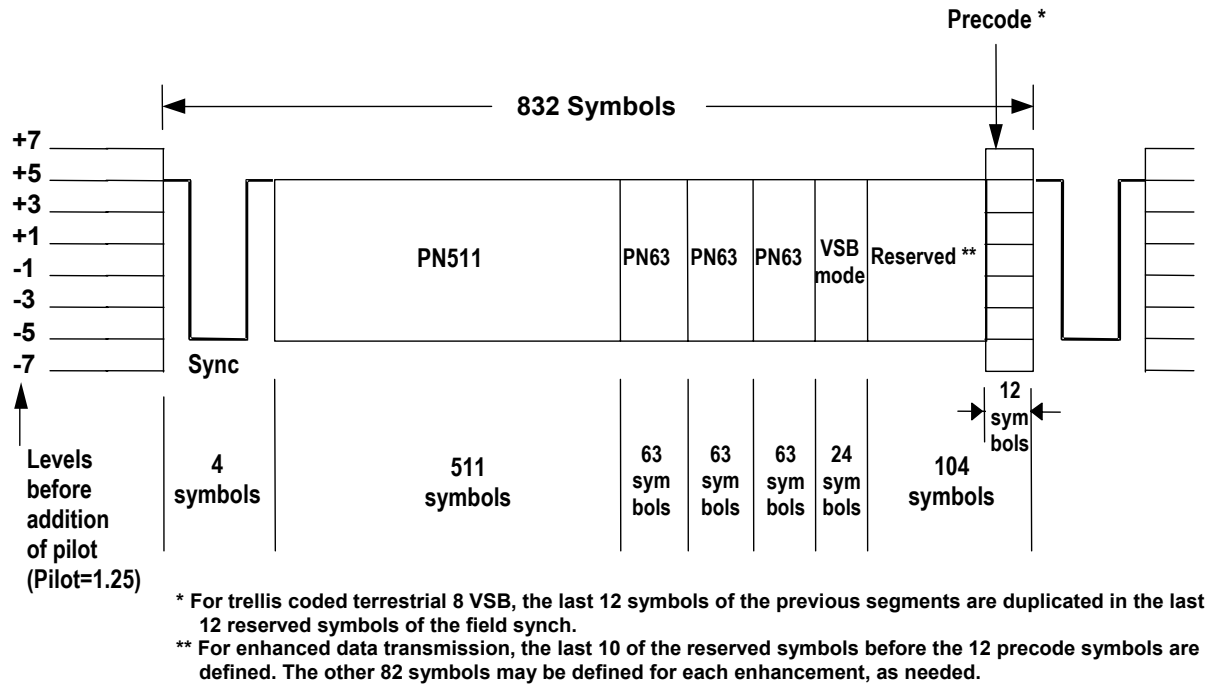 Precode *
832 Symbols
+7
+5
+3
+1
-1
-3
-5
-7
PN511
PN63
PN63
PN63
VSB
mode
Reserved **
Sync
Levels
before
addition
of pilot
(Pilot=1.25)
4
symbols
511
symbols
63
sym
bols
63
sym
bols
63
sym
bols
24
sym
bols
104
symbols
12
sym
bols
* For trellis coded terrestrial 8 VSB, the last 12 symbols of the previous segments are duplicated in the last
12 reserved symbols of the field synch.
** For enhanced data transmission, the last 10 of the reserved symbols before the 12 precode symbols are
defined. The other 82 symbols may be defined for each enhancement, as needed.